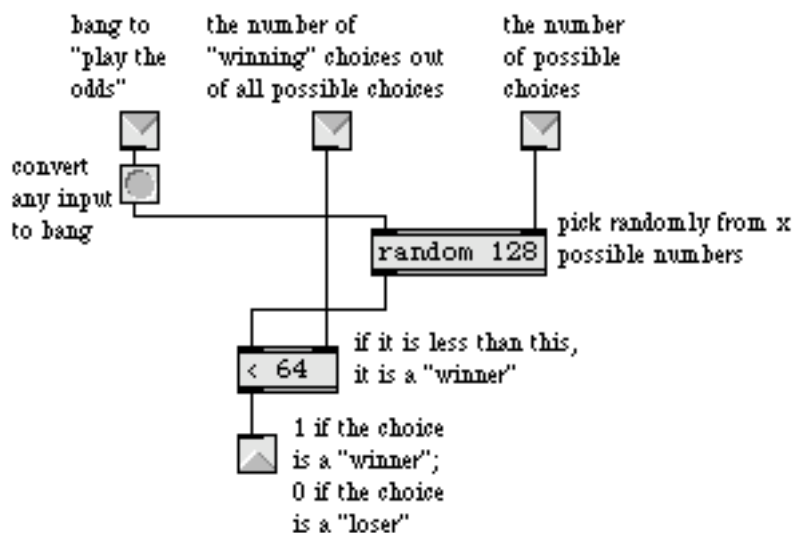 bang to
"play the
odds"
the number of
"winning" choices out
of all possible choices
the number
of possible
choices
convert
any input
to bang
random 128
pick randomly from x
possible numbers
< 64
if it is less than this,
it is a "winner"
1 if the choice
is a "winner";
0 if the choice
is a "loser"